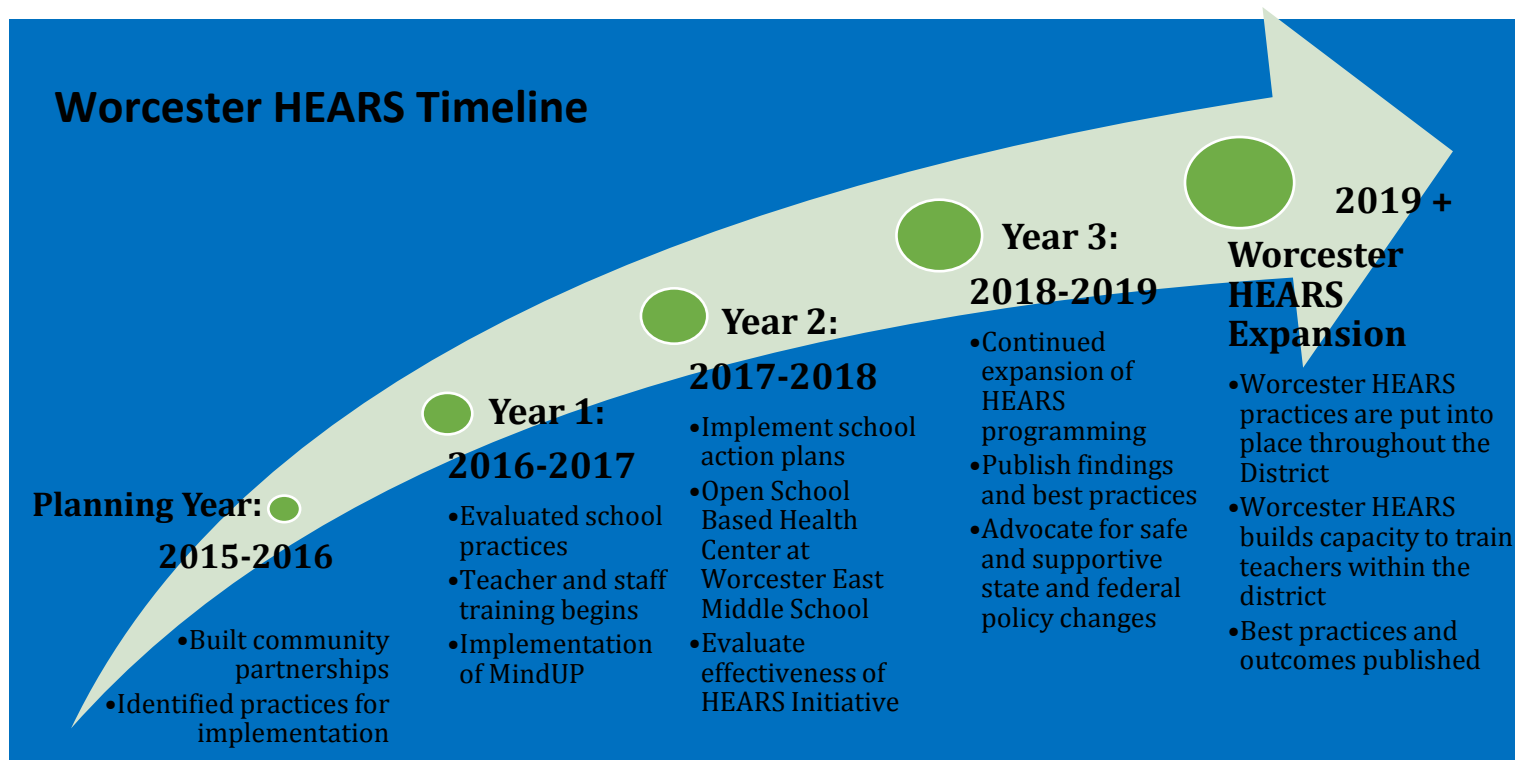 Worcester HEARS Timeline
Planning Year:
2015-2016
•Built community
partnerships
•Identified practices for
implementation
Year 1:
2016-2017
•Evaluated school
practices
•Teacher and staff
training begins
•Implementation
of MindUP
Year 2:
2017-2018
•Implement school
action plans
•Open School
Based Health
Center at
Worcester East
Middle School
•Evaluate
effectiveness of
HEARS Initiative
Year 3:
2018-2019
•Continued
expansion of
HEARS
programming
•Publish findings
and best practices
•Advocate for safe
and supportive
state and federal
policy changes
2019 +
Worcester
HEARS
Expansion
•Worcester HEARS
practices are put into
place throughout the
District
•Worcester HEARS
builds capacity to train
teachers within the
district
•Best practices and
outcomes published